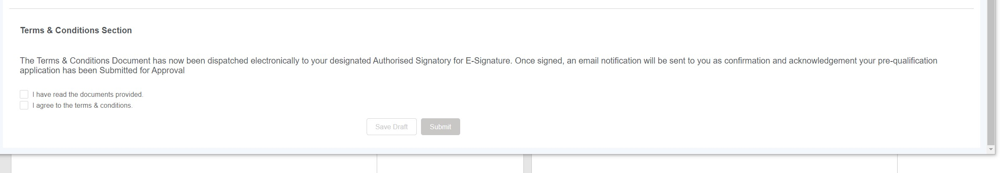 Terms & Conditions Section
The Terms & Conditions Document has now been dispatched electronically to your designated Authorised Signatory for E-Signature. Once signed, an email notification will be sent to you as confirmation and acknowledgement your pre-qualification
application has been Submitted for Approval
I have read the documents provided.
I agree to the terms & conditions.
Save Draft Submit